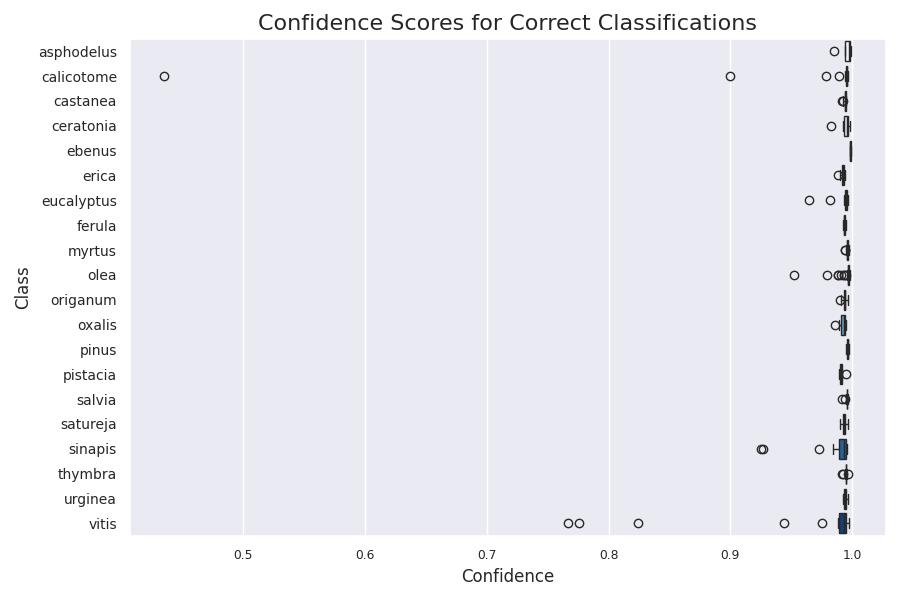 Confidence Scores for Correct Classifications
Class
asphodelus
calicotome
castanea
ceratonia
ebenus
erica
eucalyptus
ferula
myrtus
olea
origanum
oxalis
pinus
pistacia
salvia
satureja
sinapis
thymbra
urginea
vitis
0.5 0.6 0.7 0.8 0.9 1.0
Confidence